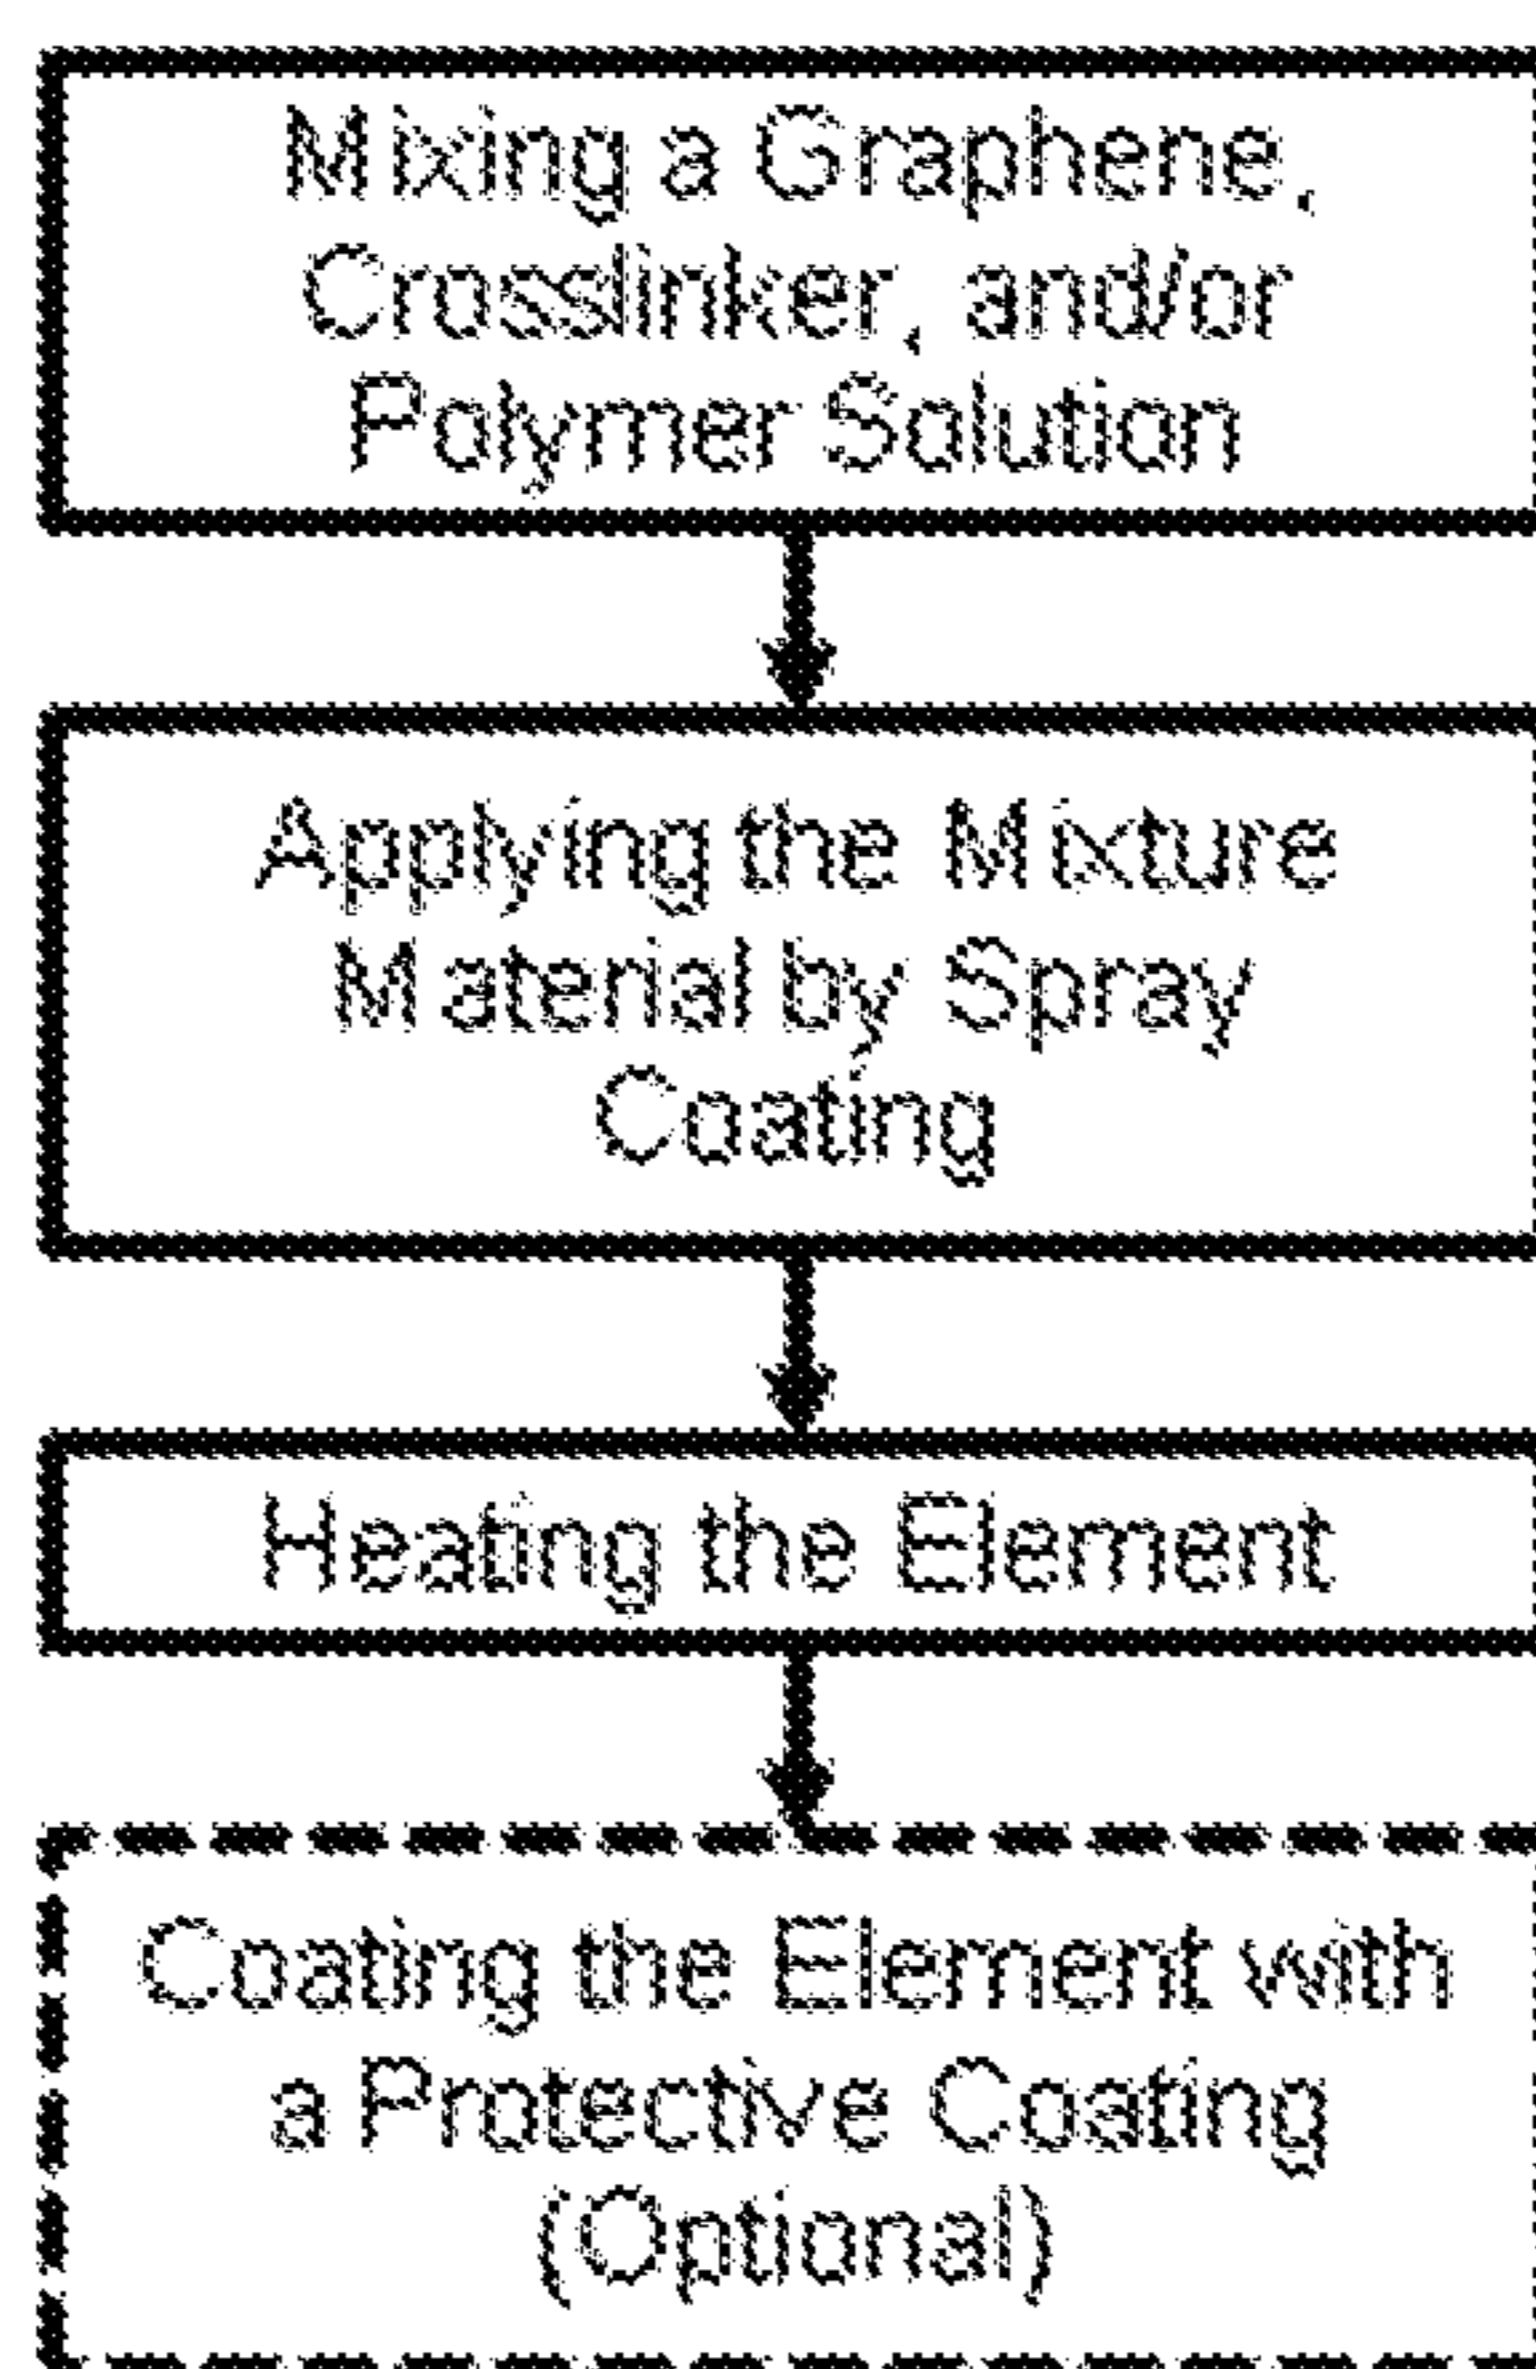 Mixing a Graphene,
Crosslinker, and/or
Polymer Solution
Applying the Mixture
Material by Spray
Coating
Heating the Element
Coating the Element with
a Protective Coating
(Optional)